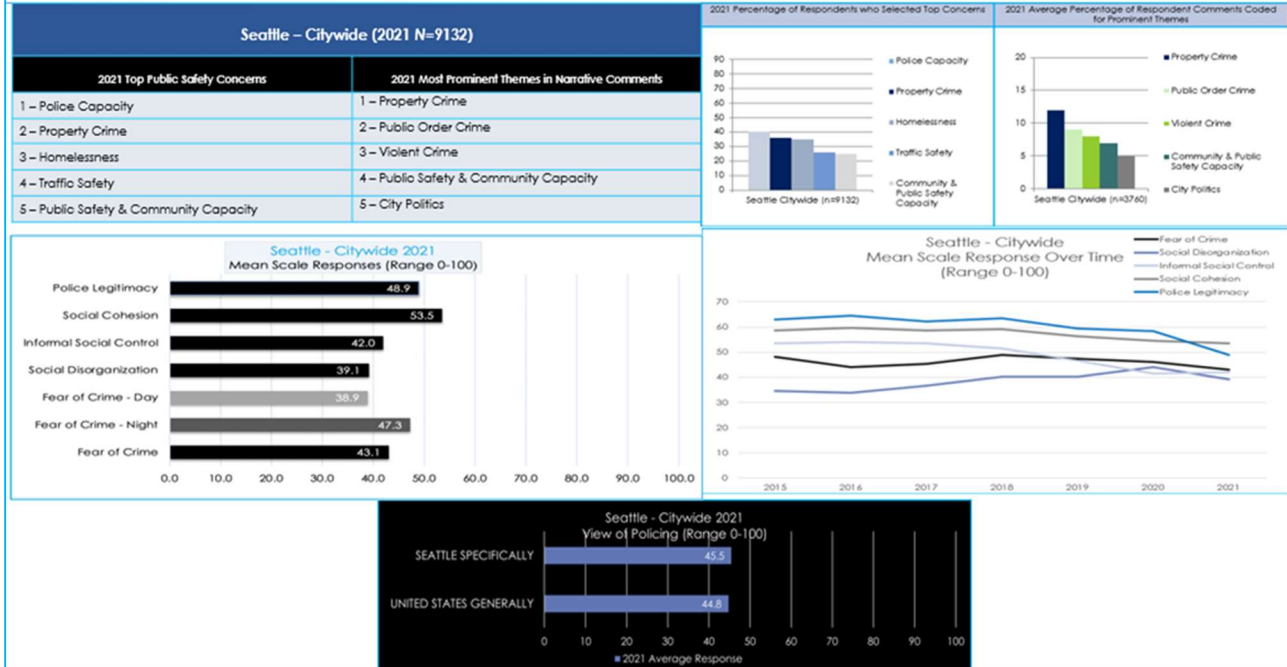 Seattle – Citywide (2021 N=9132)
2021 Top Public Safety Concerns
2021 Most Prominent Themes in Narrative Comments
1 – Police Capacity
1 – Property Crime
2 – Property Crime
2 – Public Order Crime
3 – Homelessness
3 – Violent Crime
4 – Traffic Safety
4 – Public Safety & Community Capacity
5 – Public Safety & Community Capacity
5 – City Politics
2021 Percentage of Respondents who Selected Top Concerns
90
80
70
60
50
40
30
20
10
0
Seattle Citywide (n=9132)
Police Capacity
Property Crime
Homelessness
Traffic Safety
Community &
Public Safety
Capacity
2021 Average Percentage of Respondent Comments Coded
for Prominent Themes
20
15
10
5
0
Seattle Citywide (n=3760)
Property Crime
Public Order Crime
Violent Crime
Community & Public
Safety Capacity
City Politics
Seattle - Citywide 2021
Mean Scale Responses (Range 0-100)
Police Legitimacy
48.9
Social Cohesion
53.5
Informal Social Control
42.0
Social Disorganization
39.1
Fear of Crime - Day
38.9
Fear of Crime - Night
47.3
Fear of Crime
43.1
0.0 10.0 20.0 30.0 40.0 50.0 60.0 70.0 80.0 90.0 100.0
Seattle - Citywide
Mean Scale Response Over Time
(Range 0-100)
Fear of Crime
Social Disorganization
Informal Social Control
Social Cohesion
Police Legitimacy
70
60
50
40
30
20
10
0
2015 2016 2017 2018 2019 2020 2021
Seattle - Citywide 2021
View of Policing (Range 0-100)
SEATTLE SPECIFICALLY
45.5
UNITED STATES GENERALLY
44.8
0 10 20 30 40 50 60 70 80 90 100
2021 Average Response